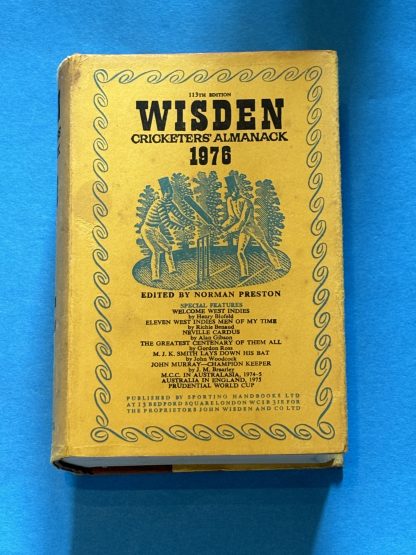 113TH EDITION
WISDEN
CRICKETERS' ALMANACK
1976
EDITED BY NORMAN PRESTON
SPECIAL FEATURES
WELCOME WEST INDIES
by Henry Blofeld
ELEVEN WEST INDIES MEN OF MY TIME
by Richie Benaud
NEVILLE CARDUS
by Alan Gibson
THE GREATEST CENTENARY OF THEM ALL
by Gordon Ross
M. J. K. SMITH LAYS DOWN HIS BAT
by John Woodcock
JOHN MURRAY—CHAMPION KEEPER
by J. M. Brearley
M.C.C. IN AUSTRALASIA, 1974-5
AUSTRALIA IN ENGLAND, 1975
PRUDENTIAL WORLD CUP
PUBLISHED BY SPORTING HANDBOOKS LTD
AT 13 BEDFORD SQUARE LONDON WC1B 3JE FOR
THE PROPRIETORS JOHN WISDEN AND CO LTD